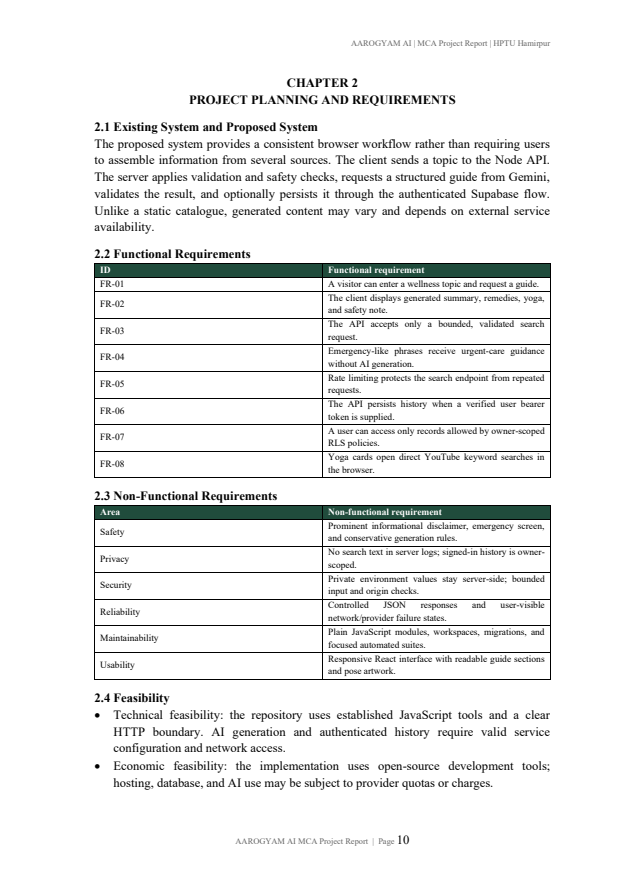 AAROGYAM AI | MCA Project Report | HPTU Hamirpur
CHAPTER 2
PROJECT PLANNING AND REQUIREMENTS
2.1 Existing System and Proposed System
The proposed system provides a consistent browser workflow rather than requiring users
to assemble information from several sources. The client sends a topic to the Node API.
The server applies validation and safety checks, requests a structured guide from Gemini,
validates the result, and optionally persists it through the authenticated Supabase flow.
Unlike a static catalogue, generated content may vary and depends on external service
availability.
2.2 Functional Requirements
ID Functional requirement
FR-01 A visitor can enter a wellness topic and request a guide.
FR-02 The client displays generated summary, remedies, yoga,
and safety note.
FR-03 The API accepts only a bounded, validated search
request.
FR-04 Emergency-like phrases receive urgent-care guidance
without AI generation.
FR-05 Rate limiting protects the search endpoint from repeated
requests.
FR-06 The API persists history when a verified user bearer
token is supplied.
FR-07 A user can access only records allowed by owner-scoped
RLS policies.
FR-08 Yoga cards open direct YouTube keyword searches in
the browser.
2.3 Non-Functional Requirements
Area Non-functional requirement
Safety Prominent informational disclaimer, emergency screen,
and conservative generation rules.
Privacy No search text in server logs; signed-in history is owner-
scoped.
Security Private environment values stay server-side; bounded
input and origin checks.
Reliability Controlled JSON responses and user-visible
network/provider failure states.
Maintainability Plain JavaScript modules, workspaces, migrations, and
focused automated suites.
Usability Responsive React interface with readable guide sections
and pose artwork.
2.4 Feasibility
• Technical feasibility: the repository uses established JavaScript tools and a clear
HTTP boundary. AI generation and authenticated history require valid service
configuration and network access.
• Economic feasibility: the implementation uses open-source development tools;
hosting, database, and AI use may be subject to provider quotas or charges.
AAROGYAM AI MCA Project Report | Page 10